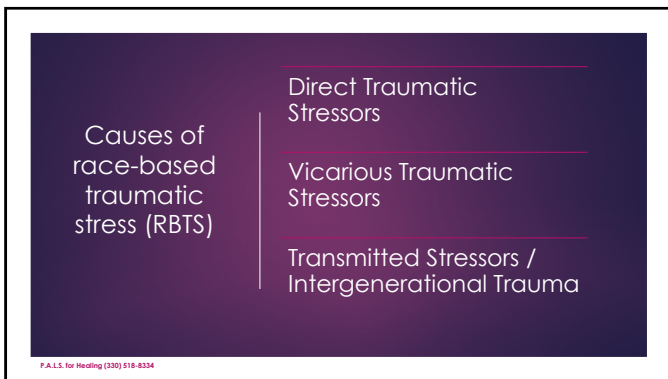 Causes of
race-based
traumatic
stress (RBTS)
Direct Traumatic
Stressors
Vicarious Traumatic
Stressors
Transmitted Stressors /
Intergenerational Trauma
P.A.L.S. for Healing (330) 518-8334